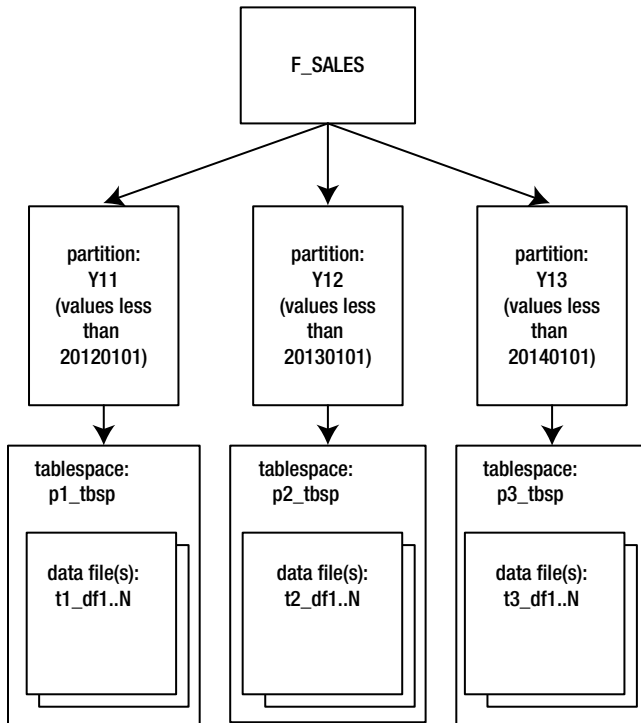 F_SALES
partition:
Y11
(values less
than
20120101)
partition:
Y12
(values less
than
20130101)
partition:
Y13
(values less
than
20140101)
tablespace:
p1_tbsp
data file(s):
t1_df1..N
tablespace:
p2_tbsp
data file(s):
t2_df1..N
tablespace:
p3_tbsp
data file(s):
t3_df1..N